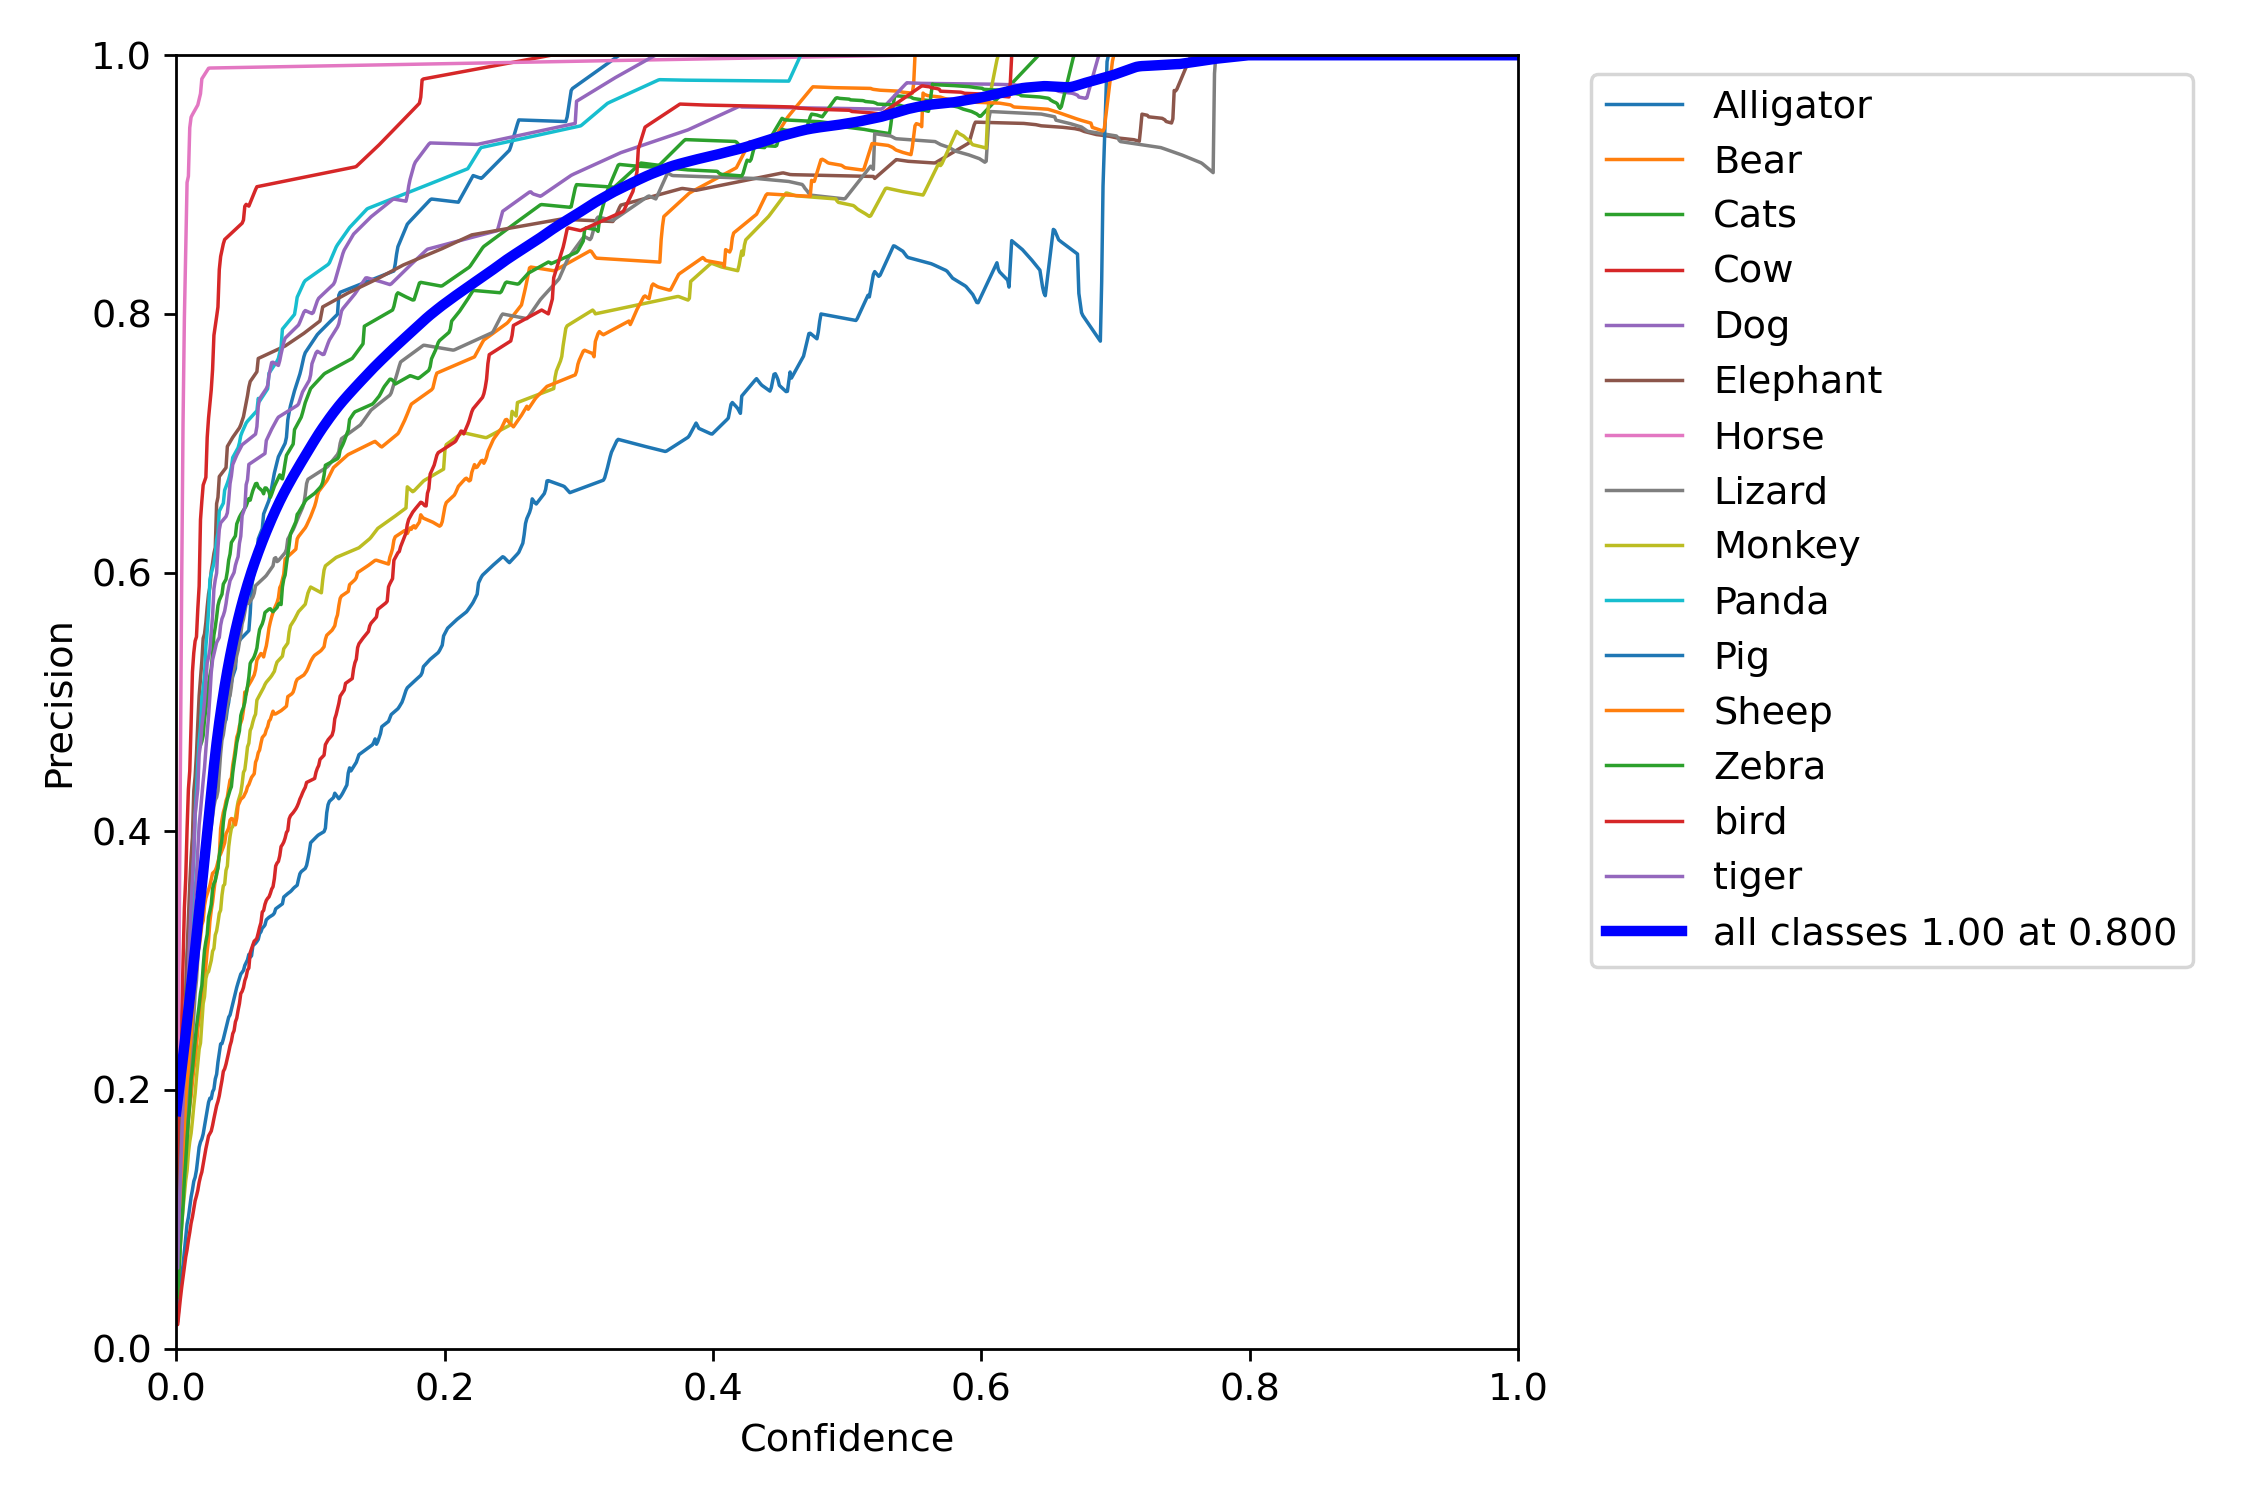 1.0
0.8
0.6
0.4
0.2
0.0
Precision
0.0 0.2 0.4 0.6 0.8 1.0
Confidence
Alligator
Bear
Cats
Cow
Dog
Elephant
Horse
Lizard
Monkey
Panda
Pig
Sheep
Zebra
bird
tiger
all classes 1.00 at 0.800